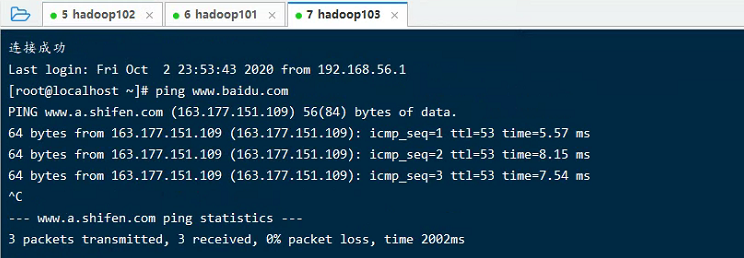 5 hadoop102 × 6 hadoop101 × 7 hadoop103 ×
连接成功
Last login: Fri Oct  2 23:53:43 2020 from 192.168.56.1
[root@localhost ~]# ping www.baidu.com
PING www.a.shifen.com (163.177.151.109) 56(84) bytes of data.
64 bytes from 163.177.151.109 (163.177.151.109): icmp_seq=1 ttl=53 time=5.57 ms
64 bytes from 163.177.151.109 (163.177.151.109): icmp_seq=2 ttl=53 time=8.15 ms
64 bytes from 163.177.151.109 (163.177.151.109): icmp_seq=3 ttl=53 time=7.54 ms
^C
--- www.a.shifen.com ping statistics ---
3 packets transmitted, 3 received, 0% packet loss, time 2002ms